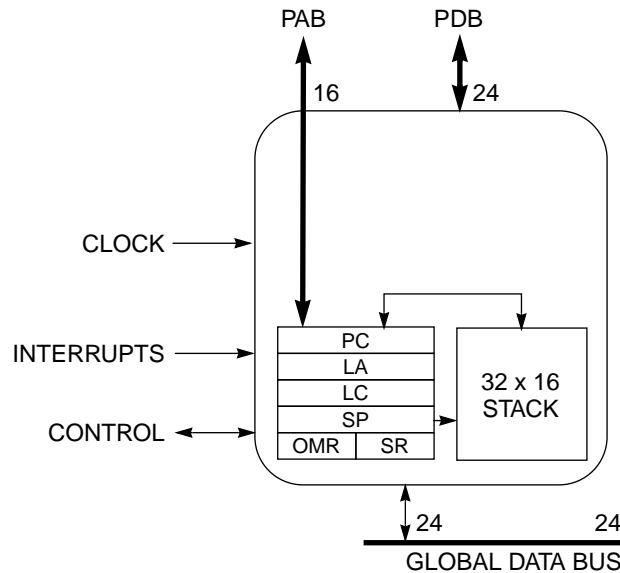 PAB PDB
16 24
CLOCK
INTERRUPTS
CONTROL
PC
LA
LC
SP
OMR SR
32 x 16
STACK
24 24
GLOBAL DATA BUS